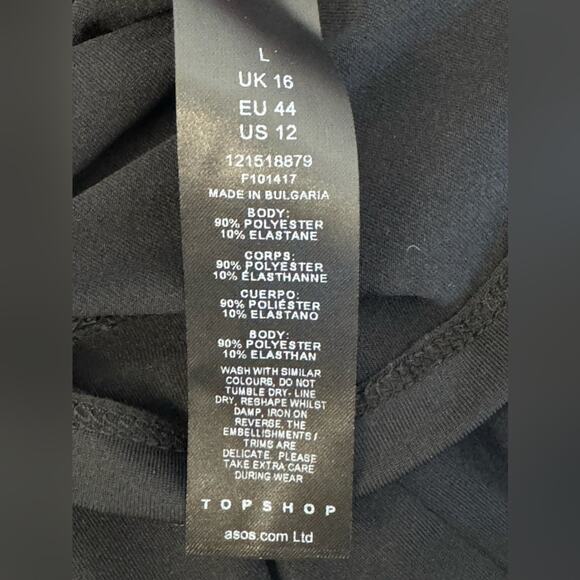 L
UK 16
EU 44
US 12
121518879
F101417
MADE IN BULGARIA
BODY:
90% POLYESTER
10% ELASTANE
CORPS:
90% POLYESTER
10% ÉLASTHANNE
CUERPO:
90% POLIÉSTER
10% ELASTANO
BODY:
90% POLYESTER
10% ELASTHAN
WASH WITH SIMILAR
COLOURS, DO NOT
TUMBLE DRY- LINE
DRY, RESHAPE WHILST
DAMP, IRON ON
REVERSE, THE
EMBELLISHMENTS /
TRIMS ARE
DELICATE. PLEASE
TAKE EXTRA CARE
DURING WEAR
TOPSHOP
asos.com Ltd